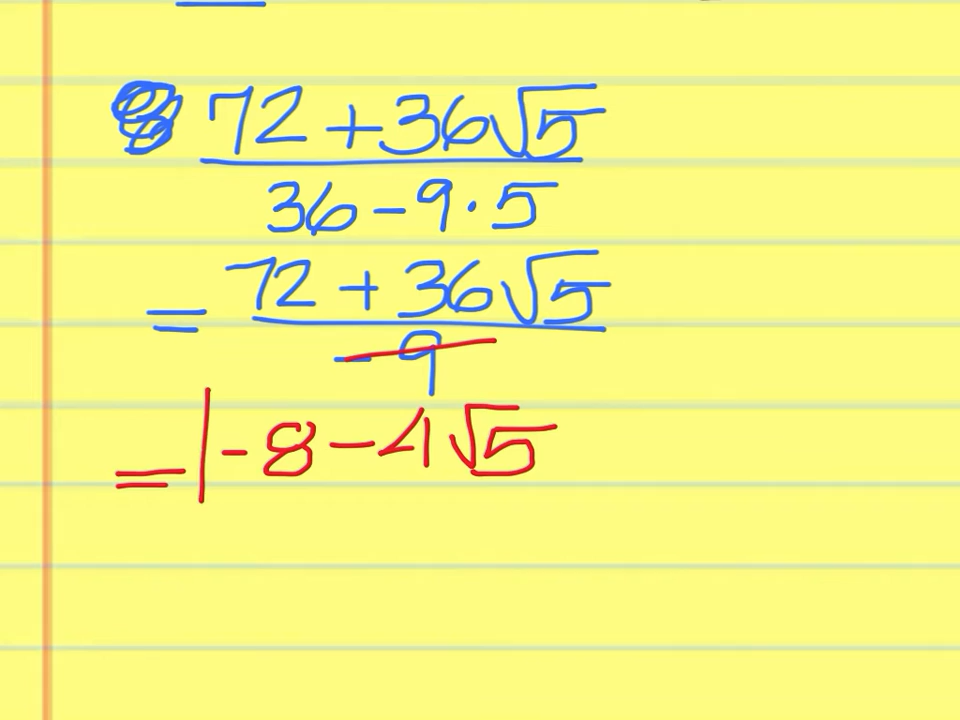 72 + 36√5
36 - 9 · 5
= 72 + 36√5
- 9
= | - 8 - 4√5